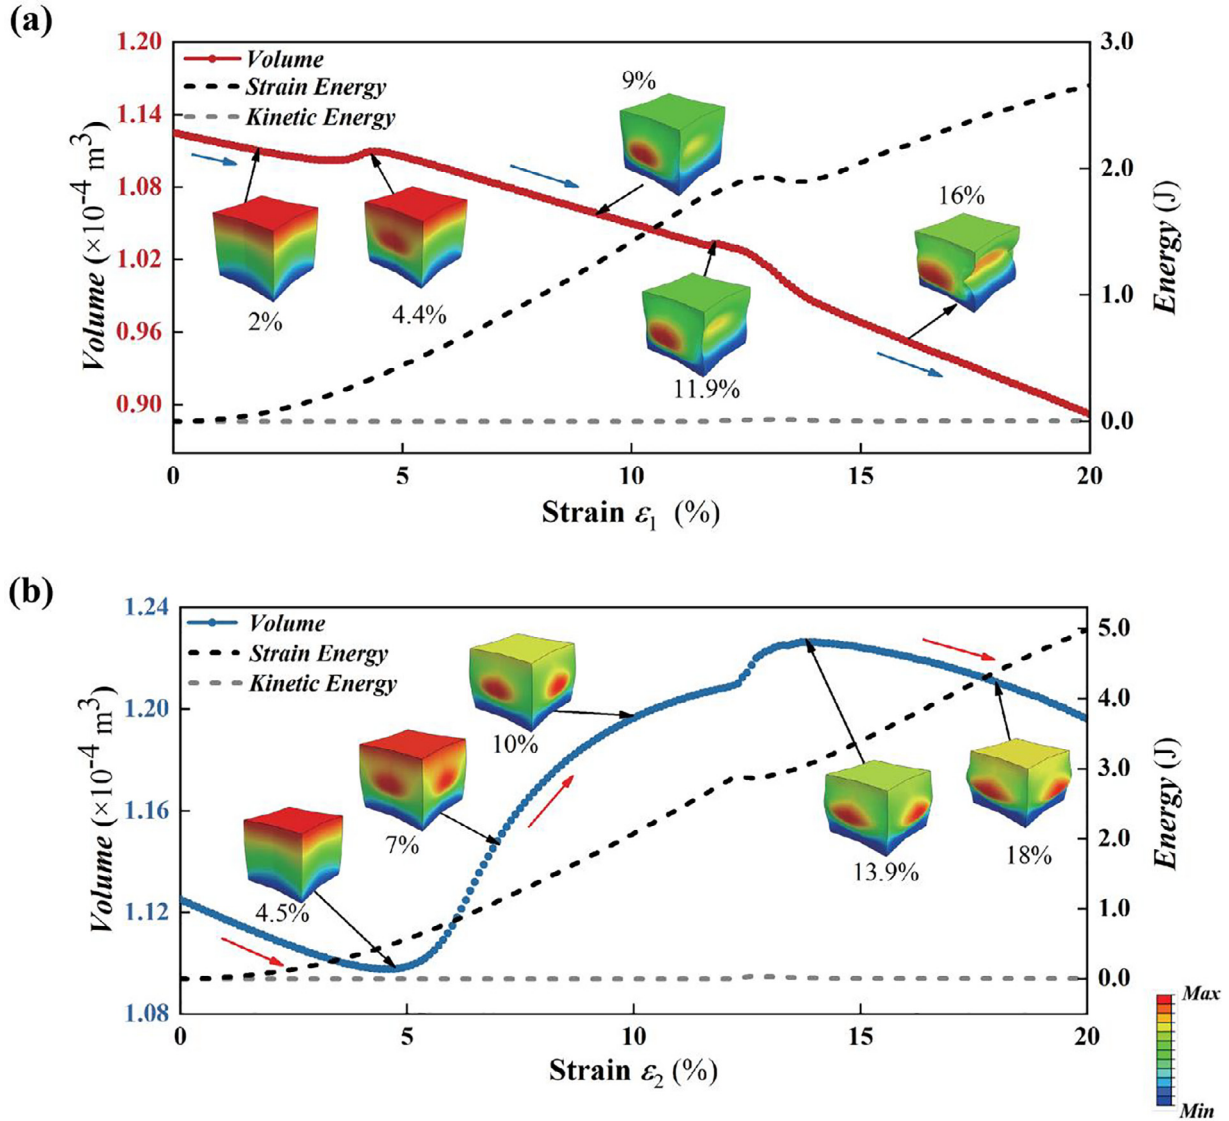 (a)
1.20
1.14
1.08
1.02
0.96
0.90
Volume (×10⁻⁴ m³)
Volume
Strain Energy
Kinetic Energy
2%
4.4%
9%
11.9%
16%
3.0
2.0
1.0
0.0
Energy (J)
0 5 10 15 20
Strain ε₁ (%)
(b)
1.24
1.20
1.16
1.12
1.08
Volume (×10⁻⁴ m³)
Volume
Strain Energy
Kinetic Energy
4.5%
7%
10%
13.9%
18%
5.0
4.0
3.0
2.0
1.0
0.0
Energy (J)
0 5 10 15 20
Strain ε₂ (%)
Max
Min